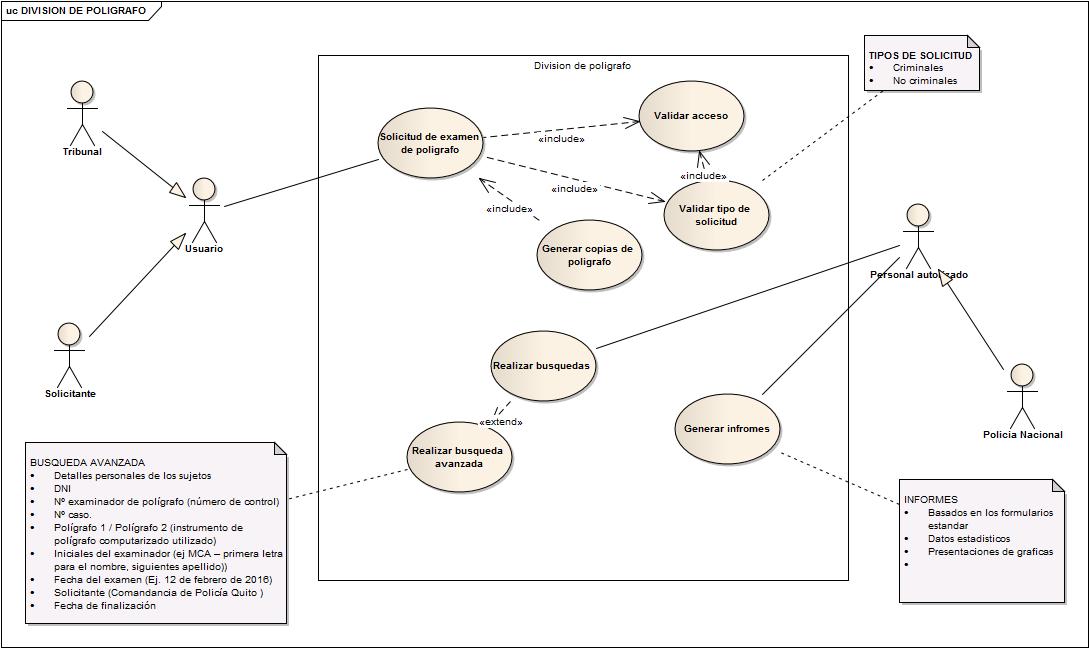 uc DIVISION DE POLIGRAFO
Division de poligrafo
TIPOS DE SOLICITUD
• Criminales
• No criminales
Tribunal
Usuario
Solicitante
Solicitud de examen
de poligrafo
«include»
Validar acceso
«include»
«include»
Validar tipo de
solicitud
«include»
Generar copias de
poligrafo
Personal autorizado
Realizar busquedas
«extend»
Realizar busqueda
avanzada
Generar infromes
Policia Nacional
BUSQUEDA AVANZADA
• Detalles personales de los sujetos
• DNI
• Nº examinador de polígrafo (número de control)
• Nº caso.
• Polígrafo 1 / Polígrafo 2 (instrumento de
polígrafo computarizado utilizado)
• Iniciales del examinador (ej MCA – primera letra
para el nombre, siguientes apellido))
• Fecha del examen (Ej. 12 de febrero de 2016)
• Solicitante (Comandancia de Policía Quito )
• Fecha de finalización
INFORMES
• Basados en los formularios
estandar
• Datos estadisticos
• Presentaciones de graficas
•